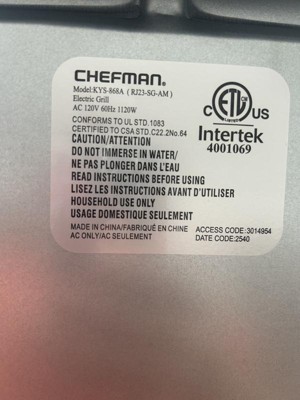 CHEFMAN.
Model:KYS-868A ( RJ23-SG-AM )
Electric Grill
AC 120V 60Hz 1120W
CONFORMS TO UL STD.1083
CERTIFIED TO CSA STD.C22.2No.64
CAUTION/ATTENTION
DO NOT IMMERSE IN WATER/
NE PAS PLONGER DANS L'EAU
READ INSTRUCTIONS BEFORE USING
LISEZ LES INSTRUCTIONS AVANT D'UTILISER
HOUSEHOLD USE ONLY
USAGE DOMESTIQUE SEULEMENT
MADE IN CHINA/FABRIQUÉ EN CHINE
AC ONLY/AC SEULEMENT
C ETL US
LISTED
Intertek
4001069
ACCESS CODE:3014954
DATE CODE:2540